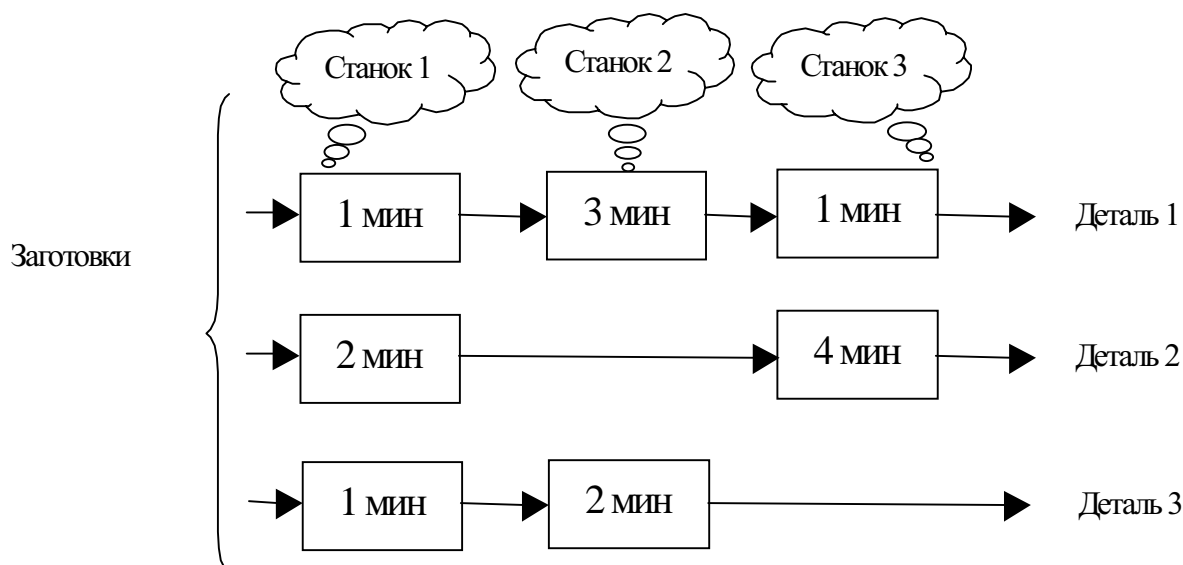 Станок 1
Станок 2
Станок 3
1 мин
3 мин
1 мин
Деталь 1
Заготовки
2 мин
4 мин
Деталь 2
1 мин
2 мин
Деталь 3